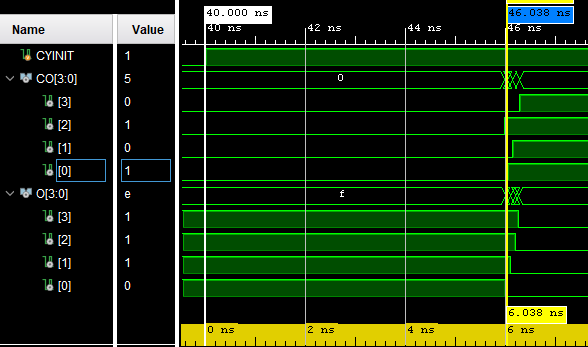 Name Value 40.000 ns 46.038 ns
40 ns 42 ns 44 ns 46 ns
CYINIT 1
CO[3:0] 5 0
[3] 0
[2] 1
[1] 0
[0] 1
O[3:0] e f
[3] 1
[2] 1
[1] 1
[0] 0
6.038 ns
0 ns 2 ns 4 ns 6 ns